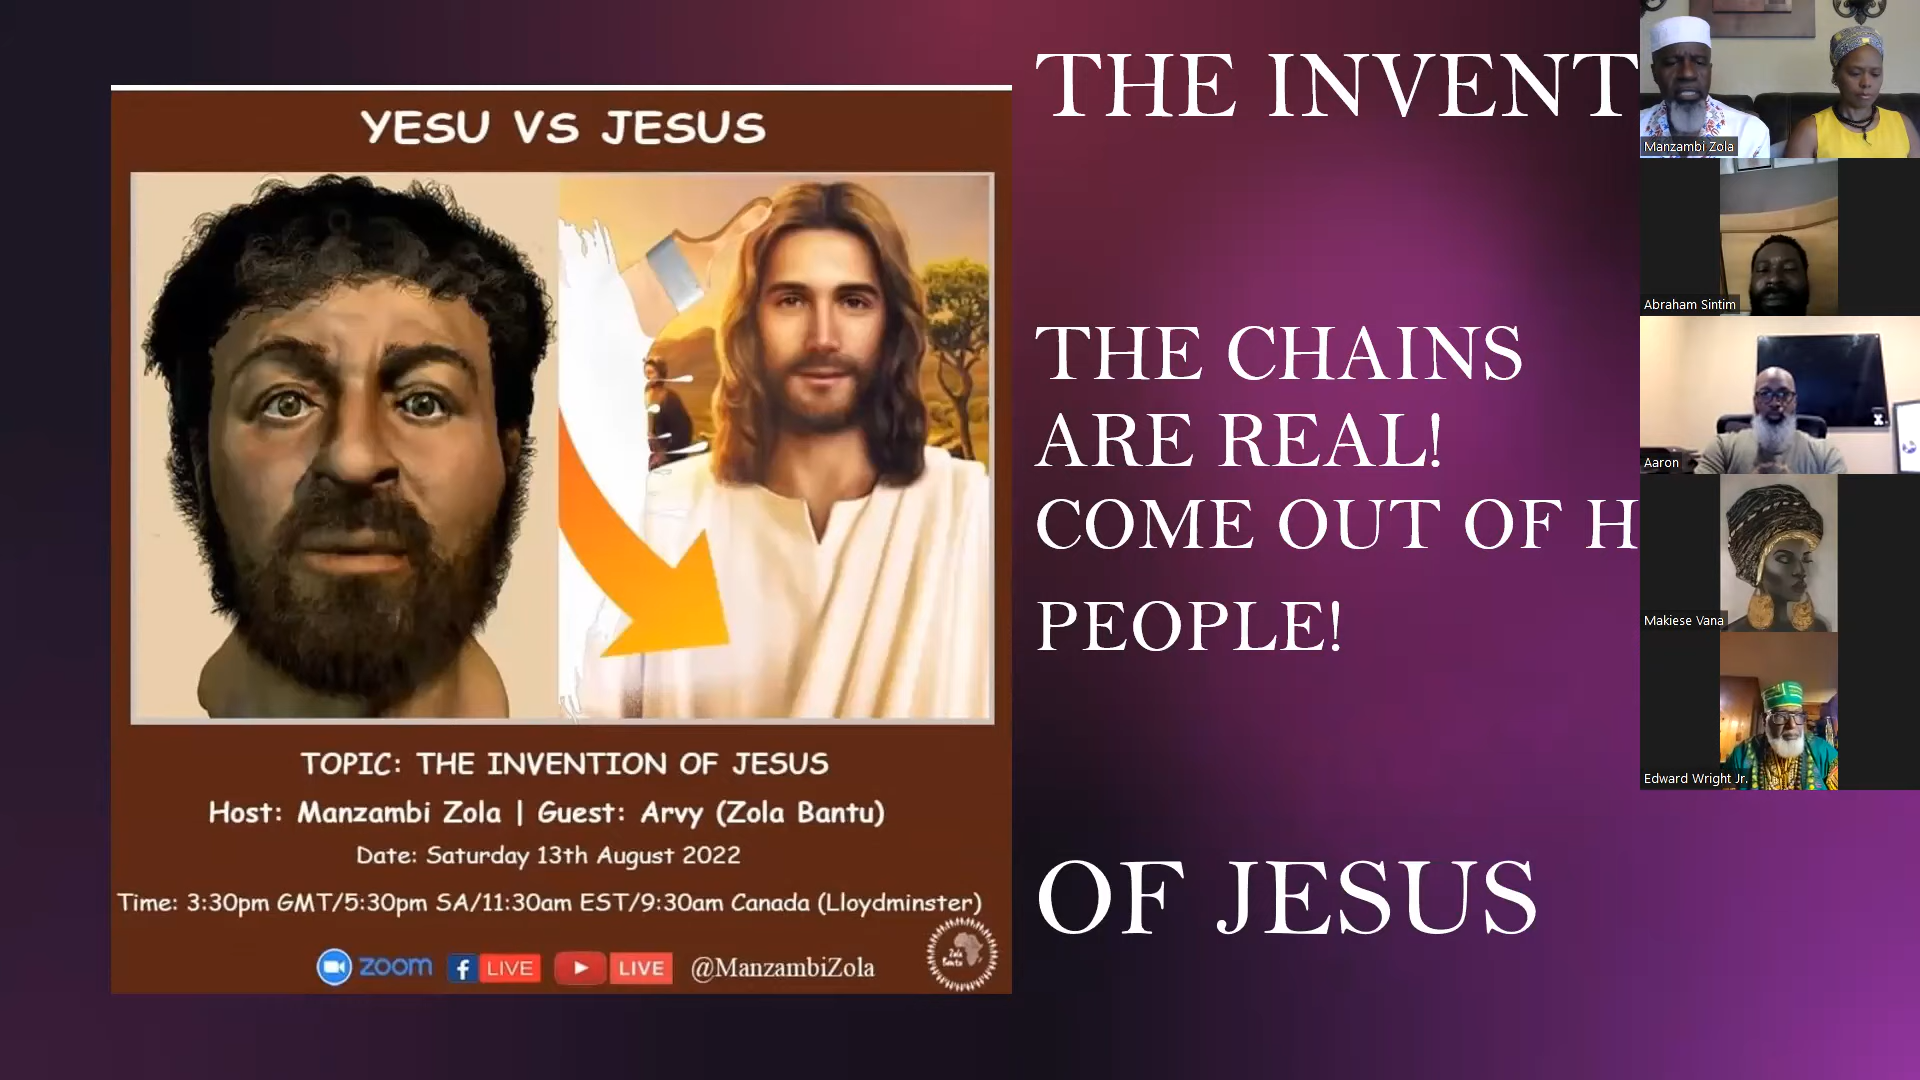 YESU VS JESUS
TOPIC: THE INVENTION OF JESUS
Host: Manzambi Zola | Guest: Arvy (Zola Bantu)
Date: Saturday 13th August 2022
Time: 3:30pm GMT/5:30pm SA/11:30am EST/9:30am Canada (Lloydminster)
zoom f LIVE LIVE @ManzambiZola
Zola
Bantu
THE INVENT
THE CHAINS
ARE REAL!
COME OUT OF H
PEOPLE!
OF JESUS
Manzambi Zola
Abraham Sintim
Aaron
Makiese Vana
Edward Wright Jr.